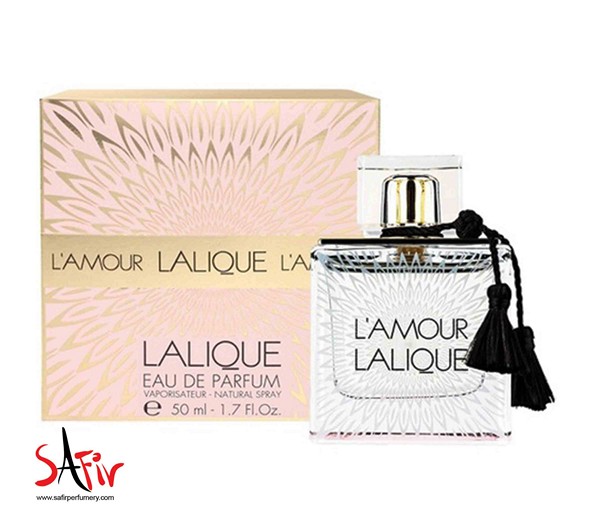 L'AMOUR LALIQUE L'A
LALIQUE
EAU DE PARFUM
VAPORISATEUR - NATURAL SPRAY
e 50 ml - 1.7 Fl.Oz.
L'AMOUR
LALIQUE
SAFIR
www.safirperfumery.com